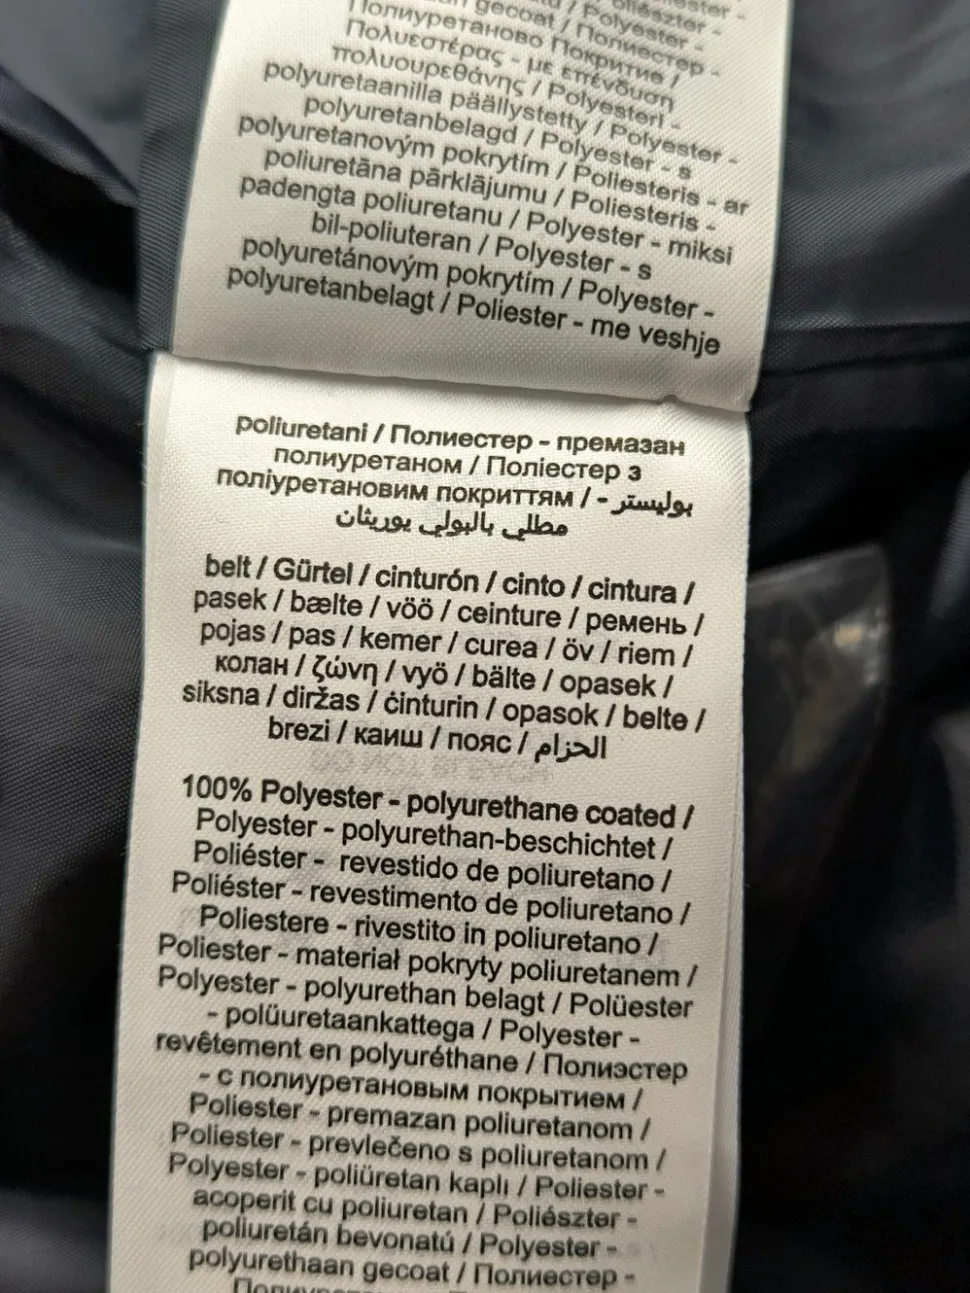 gecoat / Полиестер -
Полиуретаново Покритие /
Πολυεστέρας - με επένδυση
πολυουρεθάνης / Polyesteri -
polyuretaanilla päällystetty / Polyester -
polyuretanbelagd / Polyester - s
polyuretanovým pokrytím / Poliesteris - ar
poliuretāna pārklājumu / Poliesteris -
padengta poliuretanu / Polyester - miksi
bil-poliuteran / Polyester - s
polyuretánovým pokrytím / Polyester -
polyuretanbelagt / Poliester - me veshje
poliuretani / Полиестер - премазан
полиуретаном / Поліестер з
поліуретановим покриттям / - بوليستر
مطلي بالبولي يوريثان
belt / Gürtel / cinturón / cinto / cintura /
pasek / bælte / vöö / ceinture / ремень /
pojas / pas / kemer / curea / öv / riem /
колан / ζώνη / vyö / bälte / opasek /
siksna / diržas / ċinturin / opasok / belte /
brezi / каиш / пояс / الحزام
100% Polyester - polyurethane coated /
Polyester - polyurethan-beschichtet /
Poliéster - revestido de poliuretano /
Poliéster - revestimento de poliuretano /
Poliestere - rivestito in poliuretano /
Poliester - materiał pokryty poliuretanem /
Polyester - polyurethan belagt / Polüester
- polüuretaankattega / Polyester -
revêtement en polyuréthane / Полиэстер
- с полиуретановым покрытием /
Poliester - premazan poliuretanom /
Poliester - prevlečeno s poliuretanom /
Polyester - poliüretan kaplı / Poliester -
acoperit cu poliuretan / Poliészter -
poliuretán bevonatú / Polyester -
polyurethaan gecoat / Полиестер -